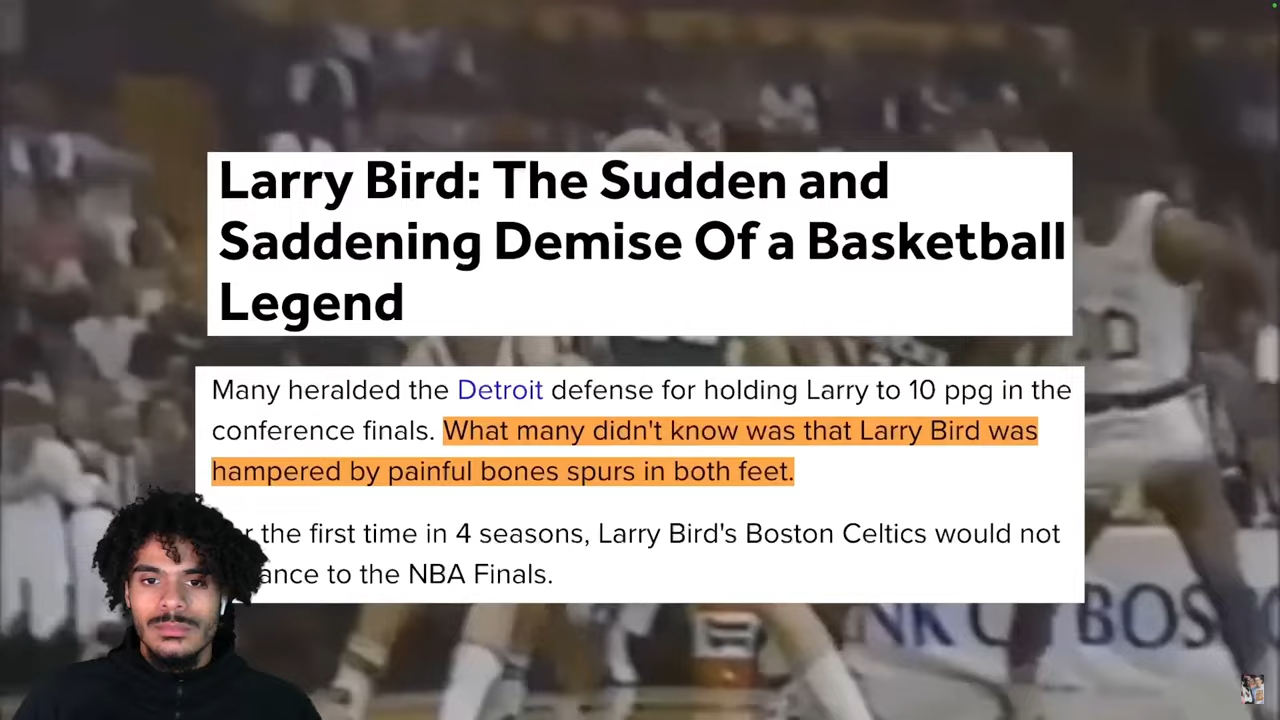 Larry Bird: The Sudden and
Saddening Demise Of a Basketball
Legend
Many heralded the Detroit defense for holding Larry to 10 ppg in the
conference finals. What many didn't know was that Larry Bird was
hampered by painful bones spurs in both feet.
the first time in 4 seasons, Larry Bird's Boston Celtics would not
to the NBA Finals.